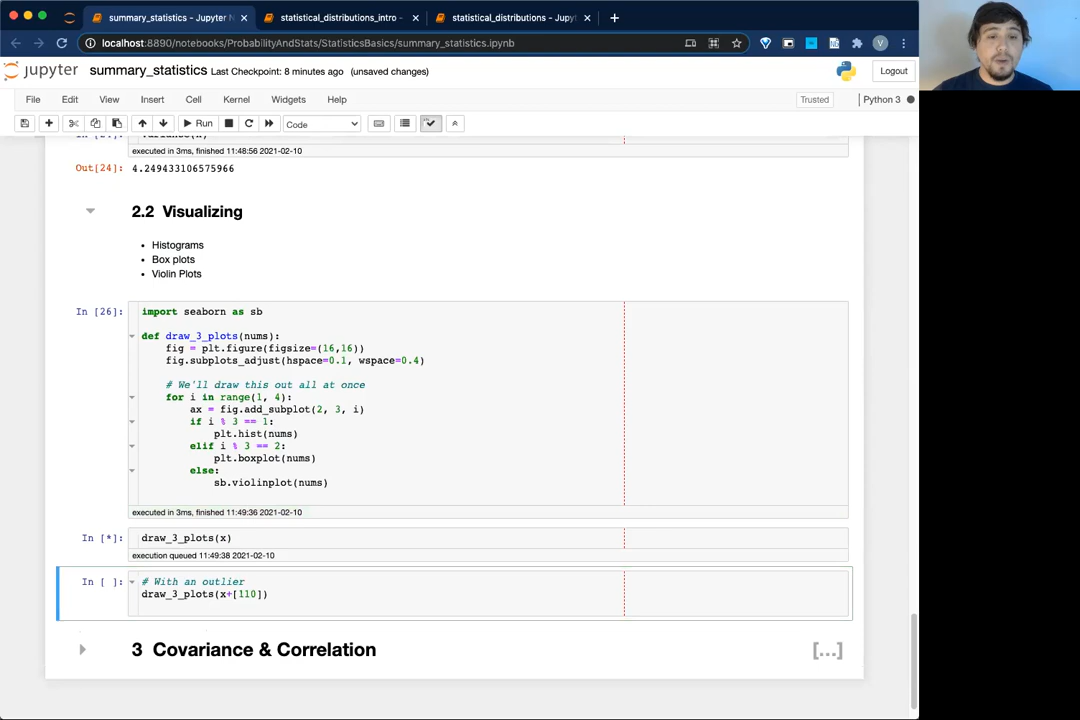 summary_statistics - Jupyter N
statistical_distributions_intro -
statistical_distributions - Jupyt
localhost:8890/notebooks/ProbabilityAndStats/StatisticsBasics/summary_statistics.ipynb
V
jupyter summary_statistics Last Checkpoint: 8 minutes ago (unsaved changes)
Logout
File Edit View Insert Cell Kernel Widgets Help
Trusted
Python 3
Run
Code
executed in 3ms, finished 11:48:56 2021-02-10
Out[24]: 4.249433106575966
2.2 Visualizing
• Histograms
• Box plots
• Violin Plots
In [26]: import seaborn as sb
def draw_3_plots(nums):
fig = plt.figure(figsize=(16,16))
fig.subplots_adjust(hspace=0.1, wspace=0.4)
# We'll draw this out all at once
for i in range(1, 4):
ax = fig.add_subplot(2, 3, i)
if i % 3 == 1:
plt.hist(nums)
elif i % 3 == 2:
plt.boxplot(nums)
else:
sb.violinplot(nums)
executed in 3ms, finished 11:49:36 2021-02-10
In [*]: draw_3_plots(x)
execution queued 11:49:38 2021-02-10
In [ ]: # With an outlier
draw_3_plots(x+[110])
3 Covariance & Correlation
[...]